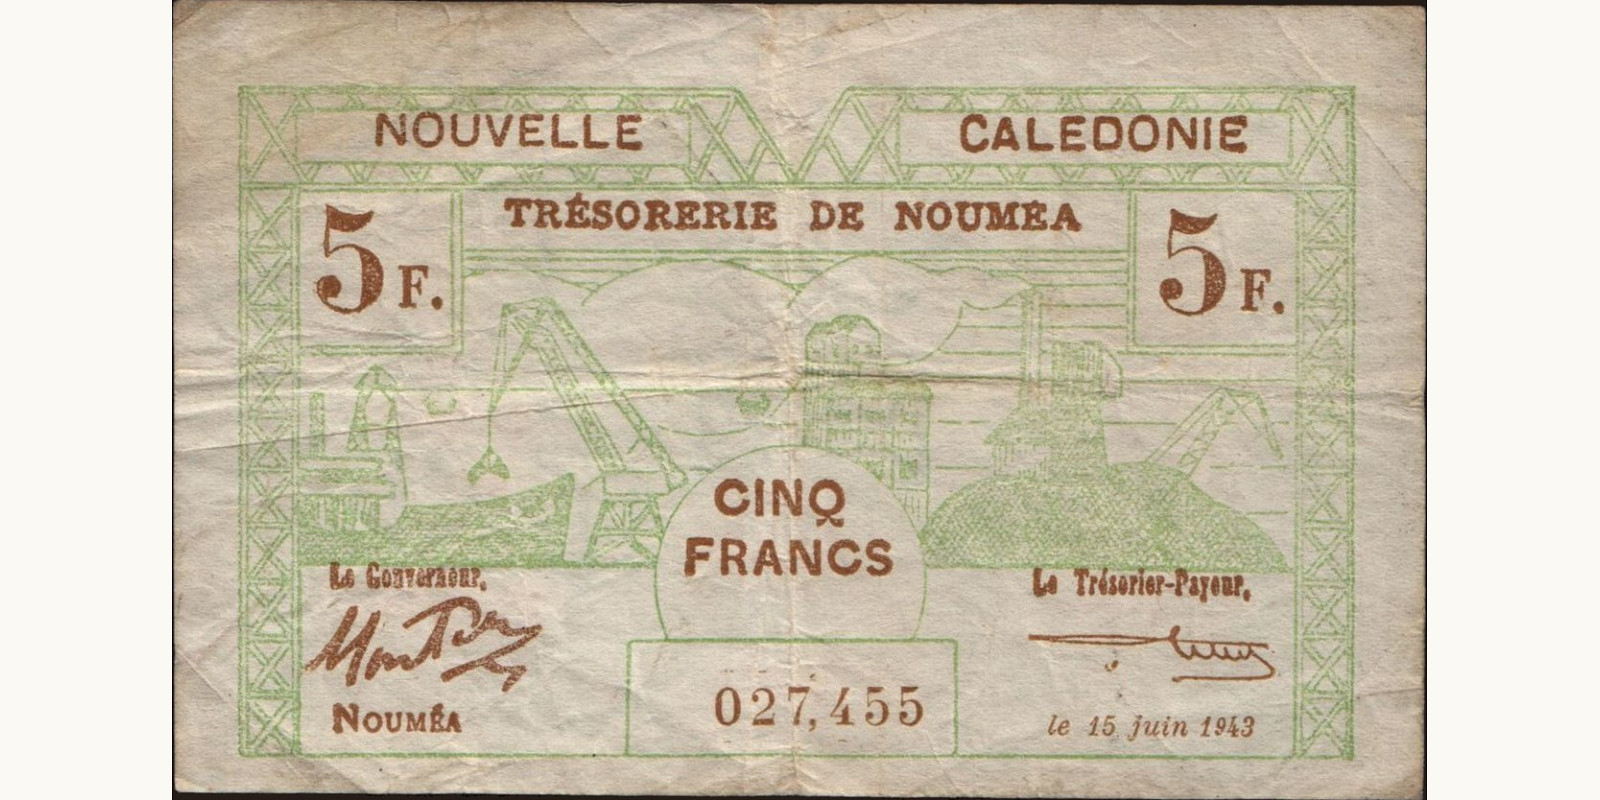 NOUVELLE CALEDONIE
TRÉSORERIE DE NOUMÉA
5 F. 5 F.
CINQ
FRANCS
Le Gouverneur, Le Trésorier-Payeur,
027,455
NOUMÉA le 15 juin 1943